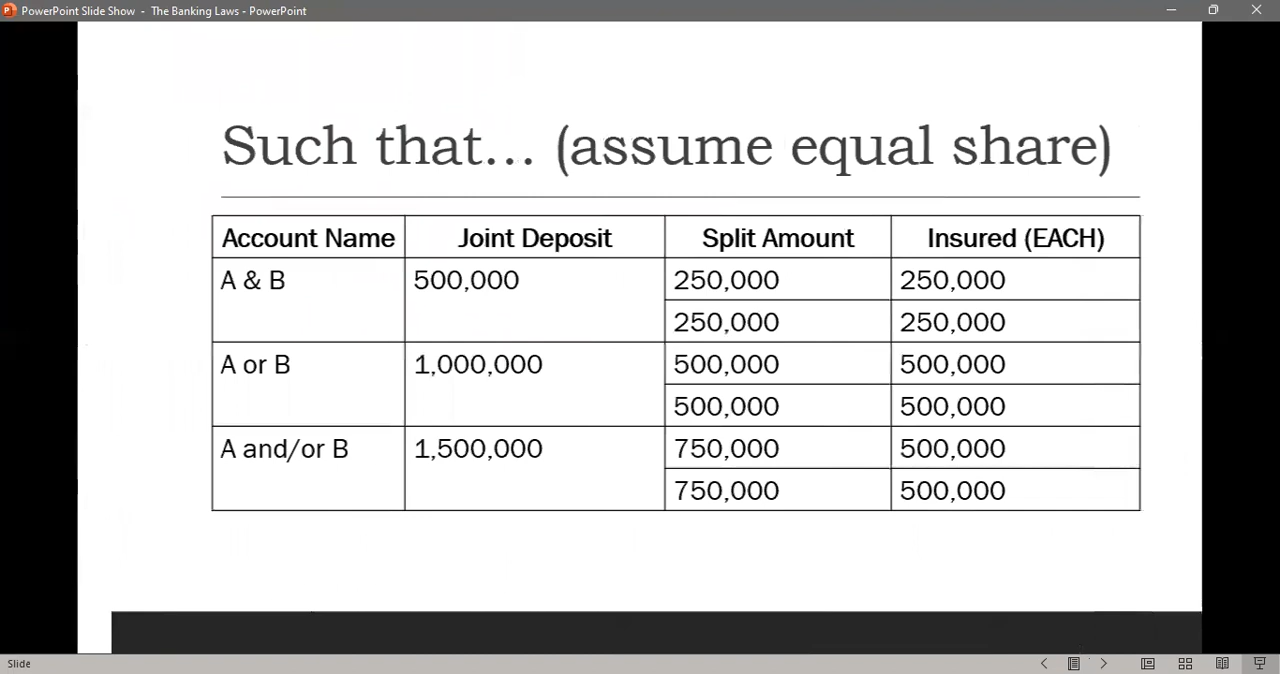 PowerPoint Slide Show - The Banking Laws - PowerPoint
Such that… (assume equal share)
Account Name Joint Deposit Split Amount Insured (EACH)
A & B 500,000 250,000 250,000
250,000 250,000
A or B 1,000,000 500,000 500,000
500,000 500,000
A and/or B 1,500,000 750,000 500,000
750,000 500,000
Slide